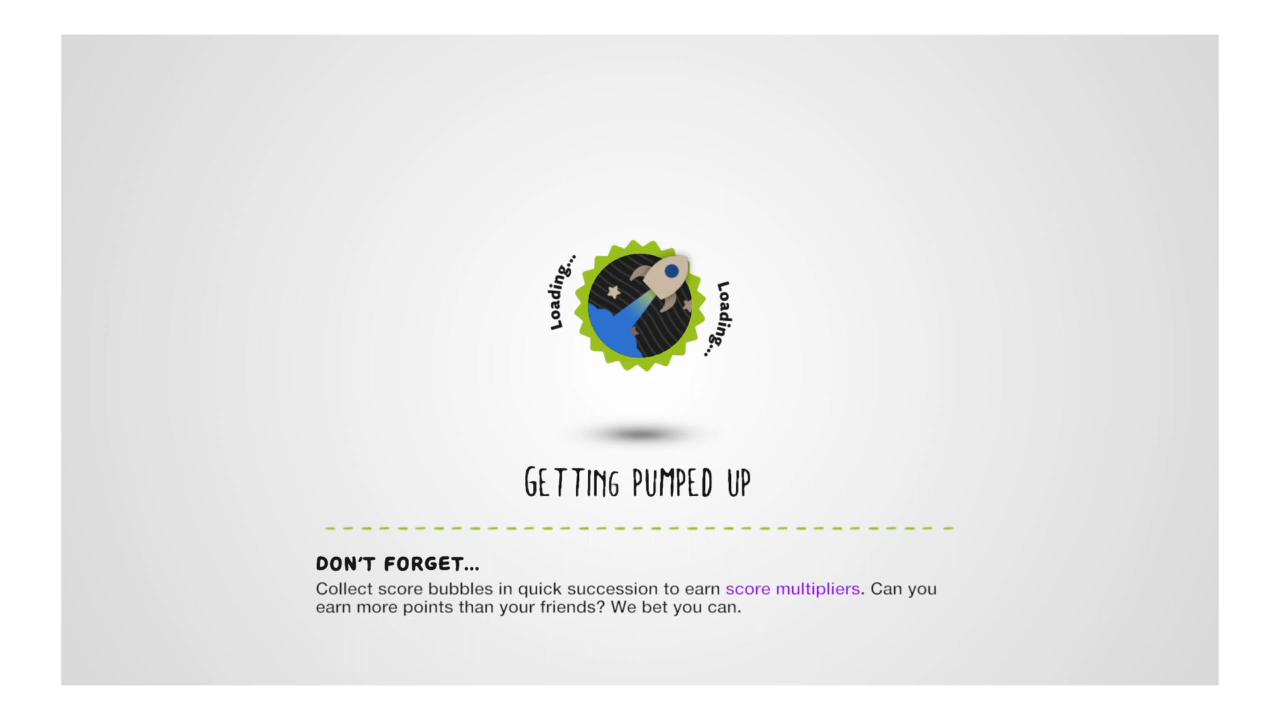 Loading...
Loading...
GETTING PUMPED UP
DON'T FORGET...
Collect score bubbles in quick succession to earn score multipliers. Can you
earn more points than your friends? We bet you can.